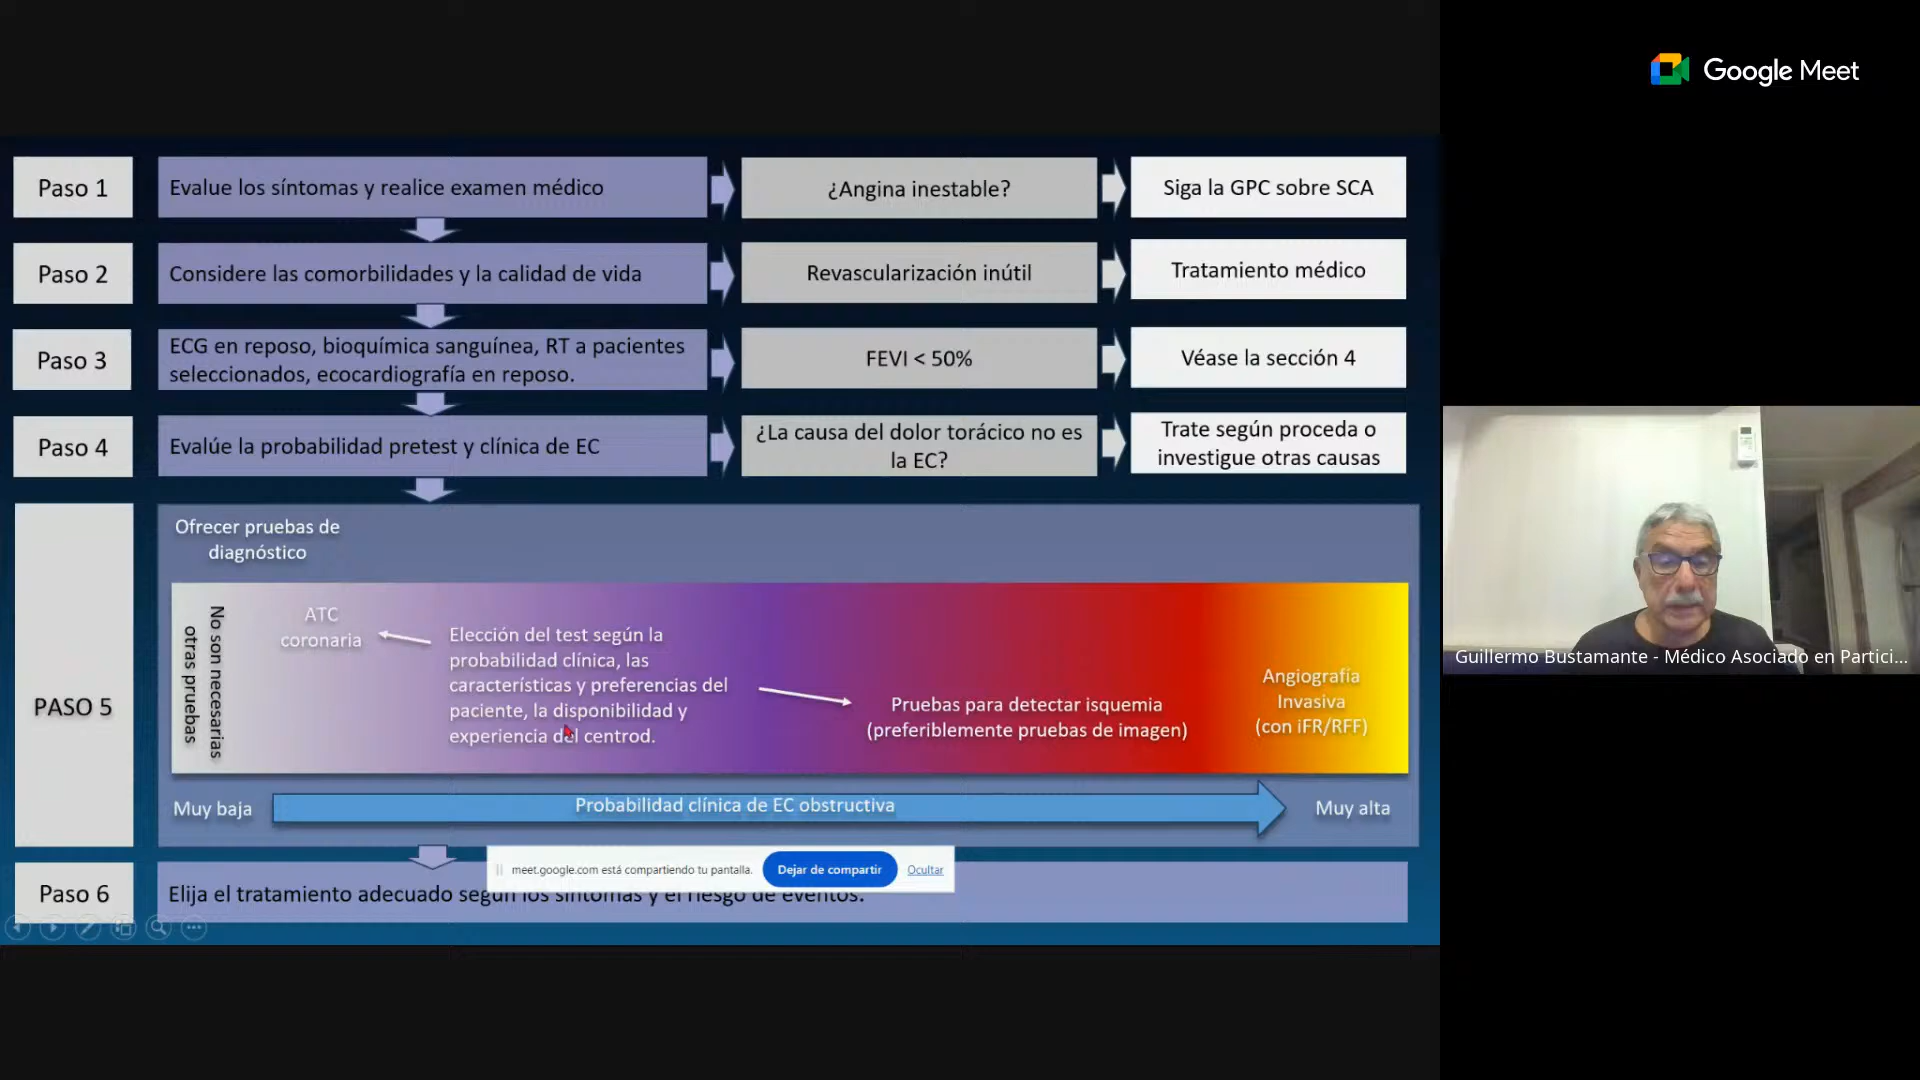 Google Meet
Paso 1
Evalue los síntomas y realice examen médico
¿Angina inestable?
Siga la GPC sobre SCA
Paso 2
Considere las comorbilidades y la calidad de vida
Revascularización inútil
Tratamiento médico
Paso 3
ECG en reposo, bioquímica sanguínea, RT a pacientes
seleccionados, ecocardiografía en reposo.
FEVI < 50%
Véase la sección 4
Paso 4
Evalúe la probabilidad pretest y clínica de EC
¿La causa del dolor torácico no es
la EC?
Trate según proceda o
investigue otras causas
PASO 5
Ofrecer pruebas de
diagnóstico
No son necesarias
otras pruebas
ATC
coronaria
Elección del test según la
probabilidad clínica, las
características y preferencias del
paciente, la disponibilidad y
experiencia del centrod.
Pruebas para detectar isquemia
(preferiblemente pruebas de imagen)
Angiografía
Invasiva
(con iFR/RFF)
Muy baja
Probabilidad clínica de EC obstructiva
Muy alta
meet.google.com está compartiendo tu pantalla.
Dejar de compartir
Ocultar
Paso 6
Elija el tratamiento adecuado según los síntomas y el riesgo de eventos.
Guillermo Bustamante - Médico Asociado en Partici...